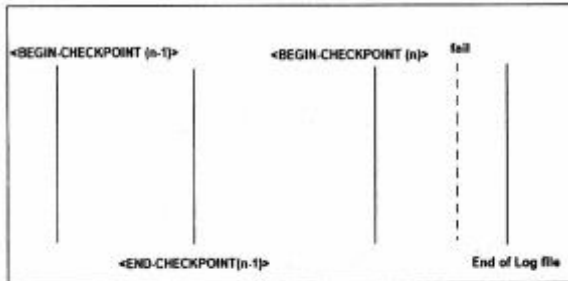 <BEGIN-CHECKPOINT (n-1)>
<BEGIN-CHECKPOINT (n)>
fail
<END-CHECKPOINT(n-1)>
End of Log file